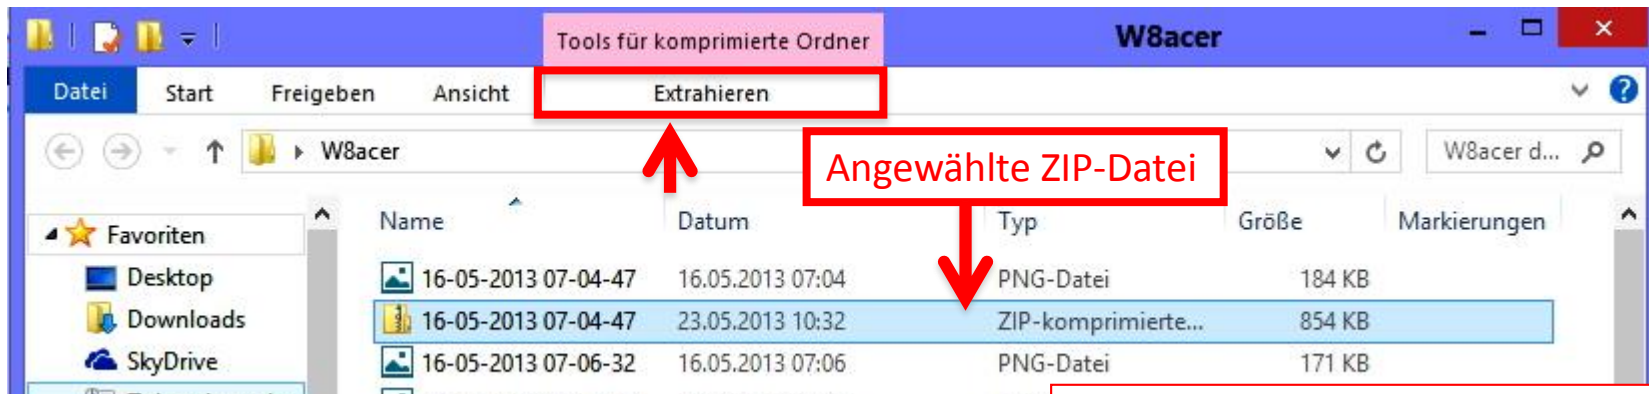 Tools für komprimierte Ordner
W8acer
Datei Start Freigeben Ansicht Extrahieren
W8acer W8acer d...
Angewählte ZIP-Datei
Name Datum Typ Größe Markierungen
Favoriten
Desktop 16-05-2013 07-04-47 16.05.2013 07:04 PNG-Datei 184 KB
Downloads 16-05-2013 07-04-47 23.05.2013 10:32 ZIP-komprimierte... 854 KB
SkyDrive 16-05-2013 07-06-32 16.05.2013 07:06 PNG-Datei 171 KB